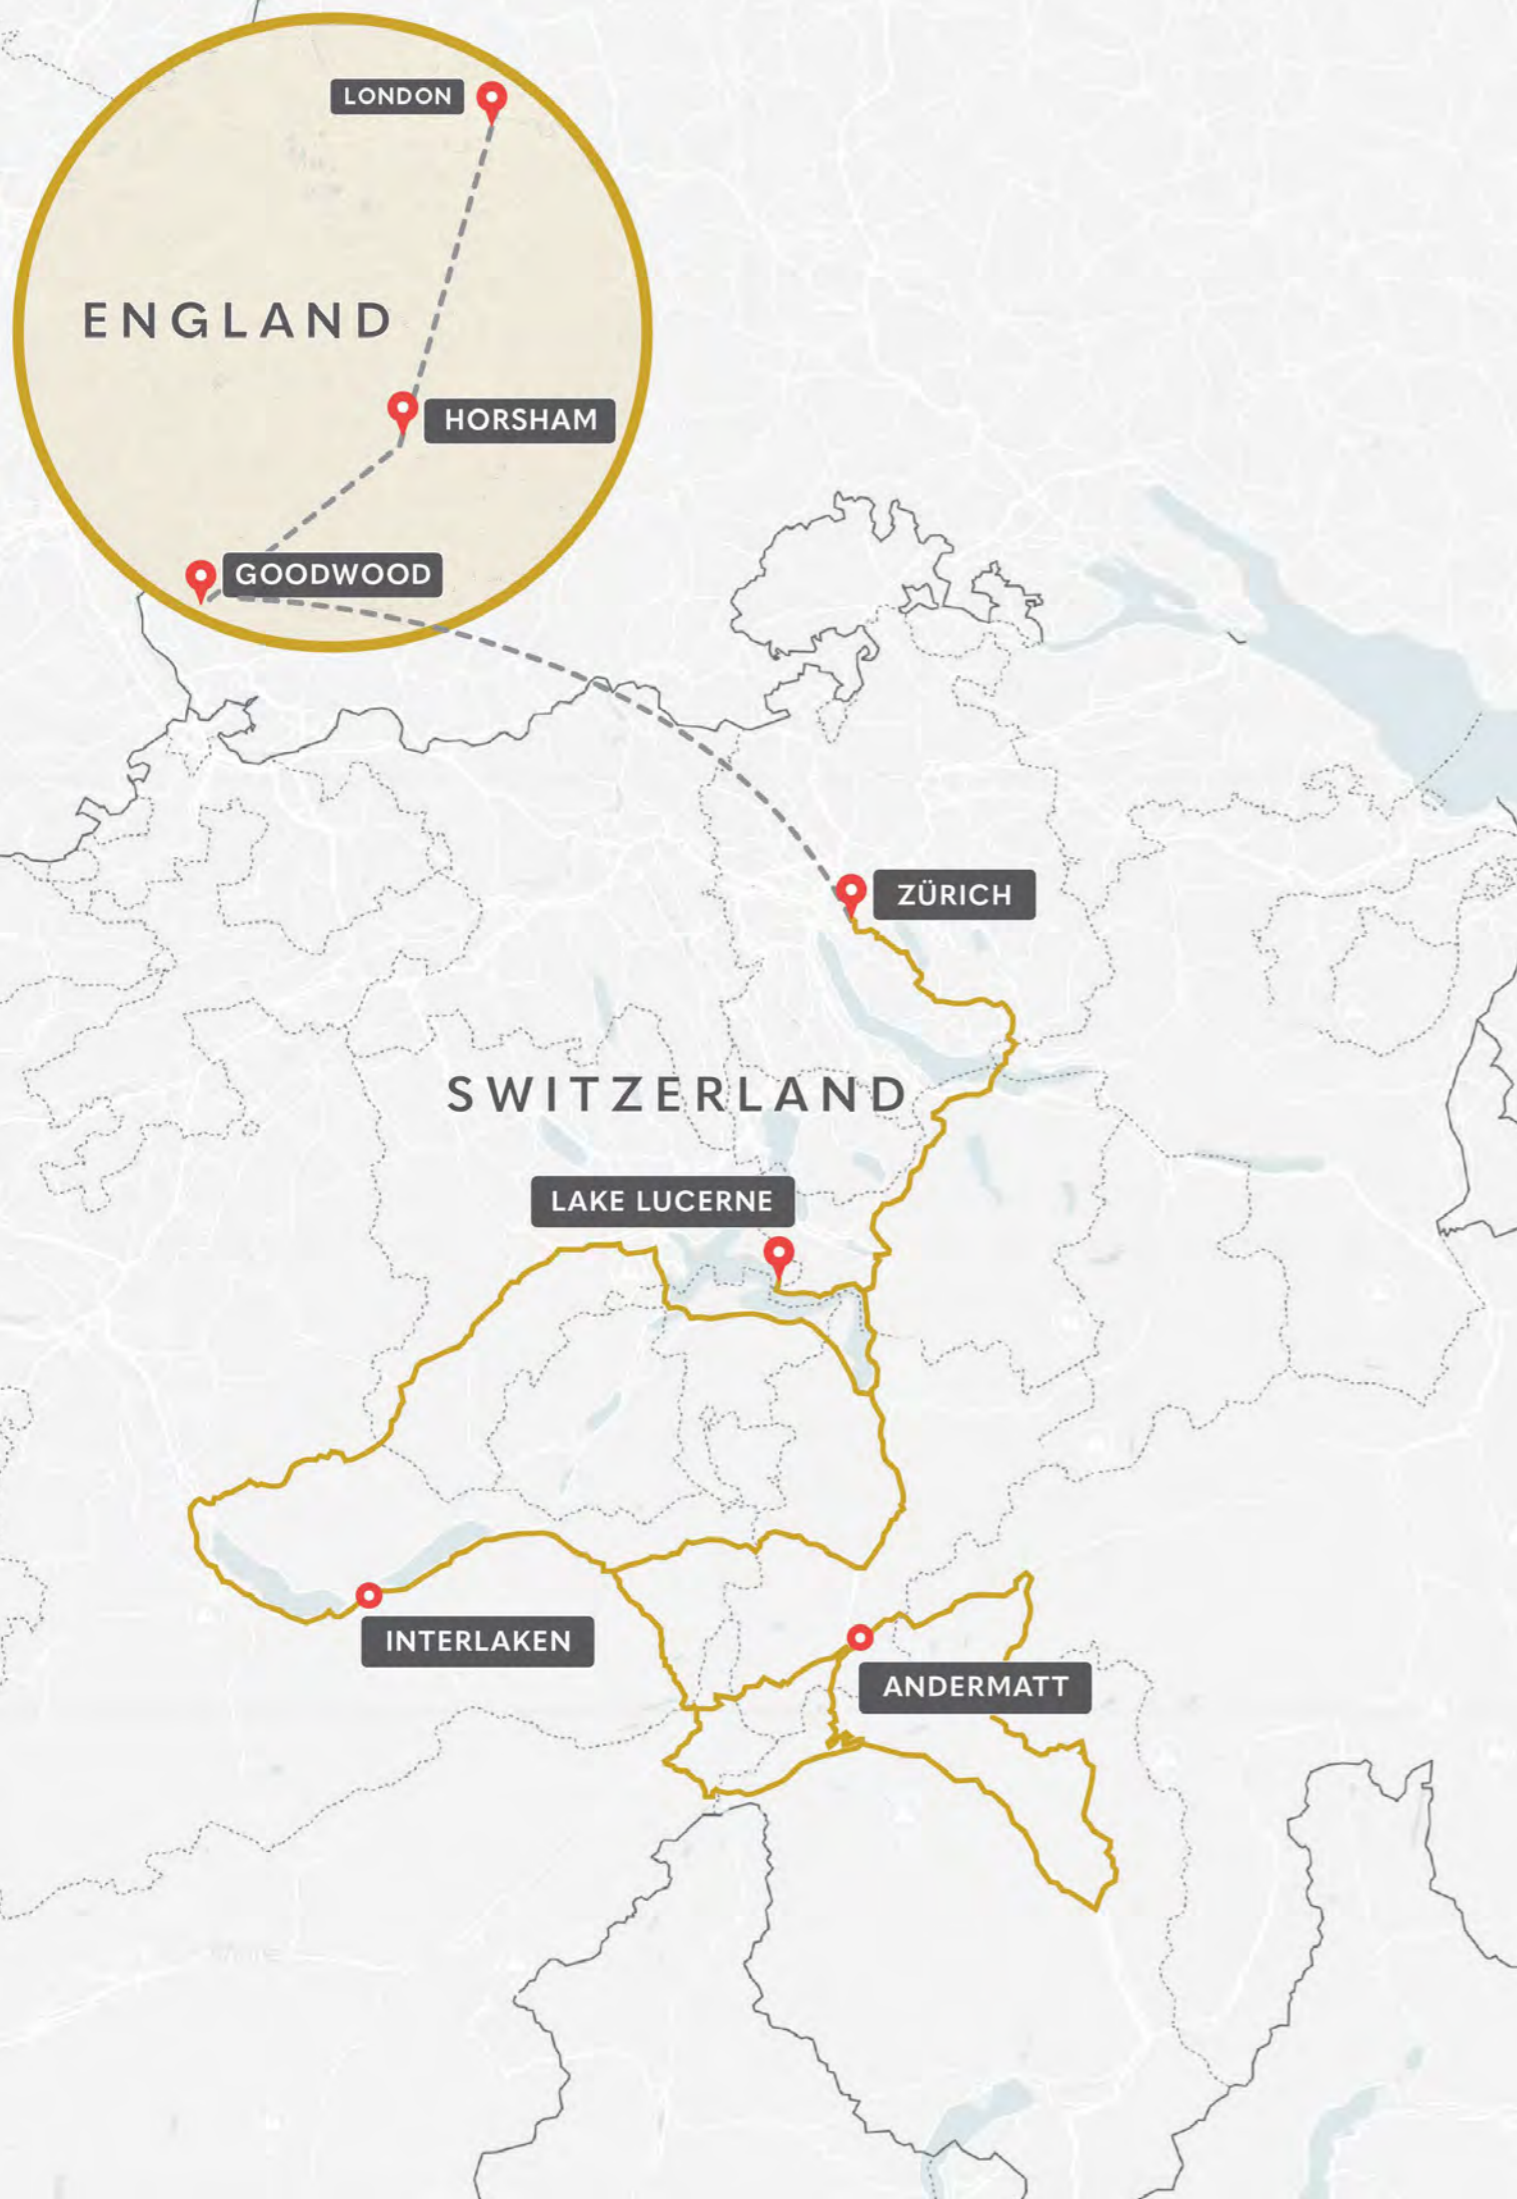 LONDON
ENGLAND
HORSHAM
GOODWOOD
ZÜRICH
SWITZERLAND
LAKE LUCERNE
INTERLAKEN
ANDERMATT